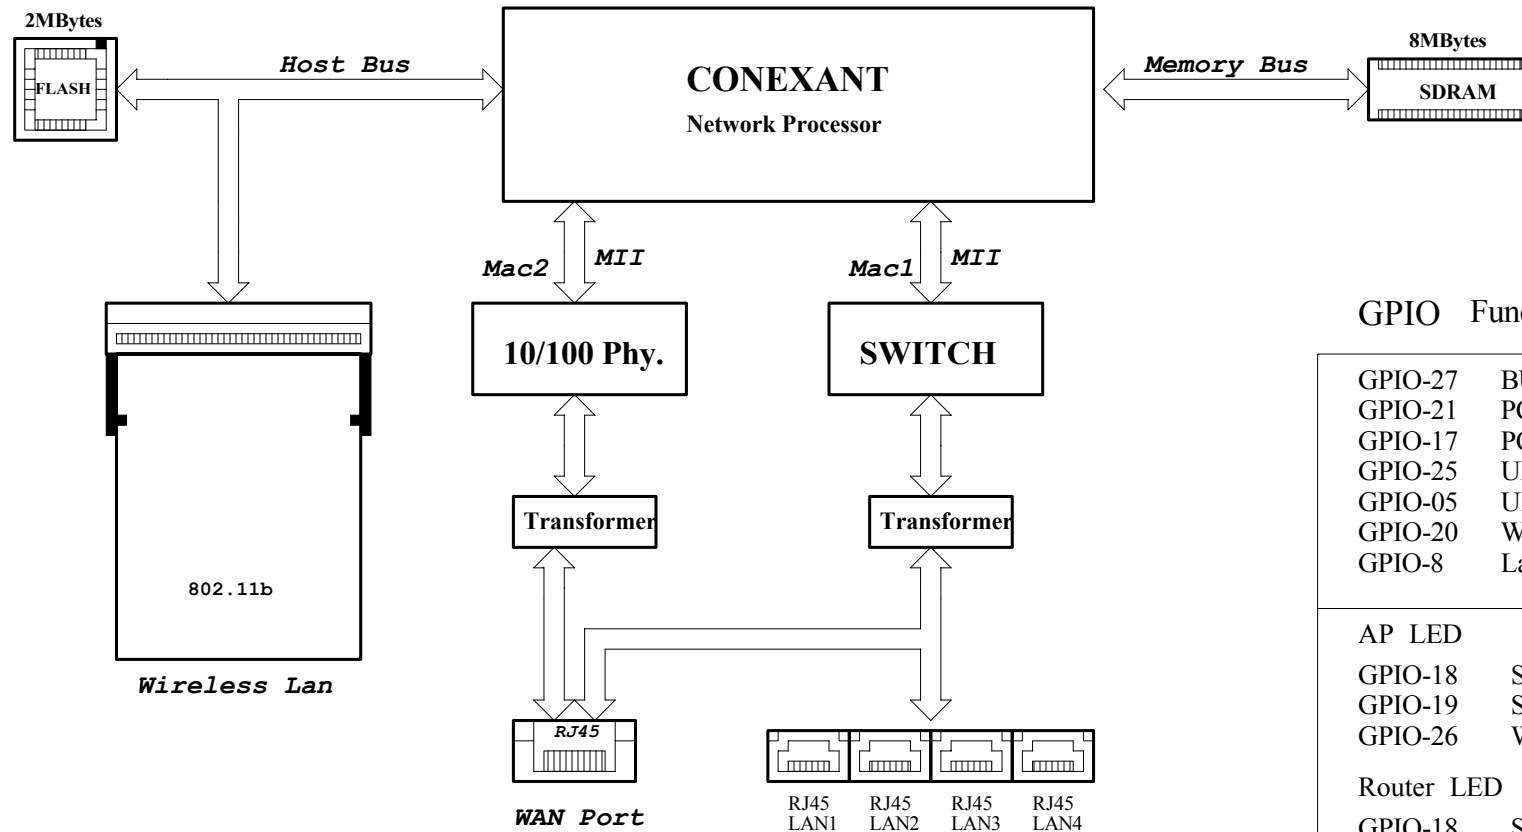 2MBytes
FLASH
Host Bus
CONEXANT
Network Processor
Memory Bus
8MBytes
SDRAM
Mac2
MII
Mac1
MII
10/100 Phy.
SWITCH
Transformer
Transformer
802.11b
Wireless Lan
RJ45
WAN Port
RJ45
LAN1
RJ45
LAN2
RJ45
LAN3
RJ45
LAN4
GPIO
GPIO-27
GPIO-21
GPIO-17
GPIO-25
GPIO-05
GPIO-20
GPIO-8
AP LED
GPIO-18
GPIO-19
GPIO-26
Router LED
GPIO-18